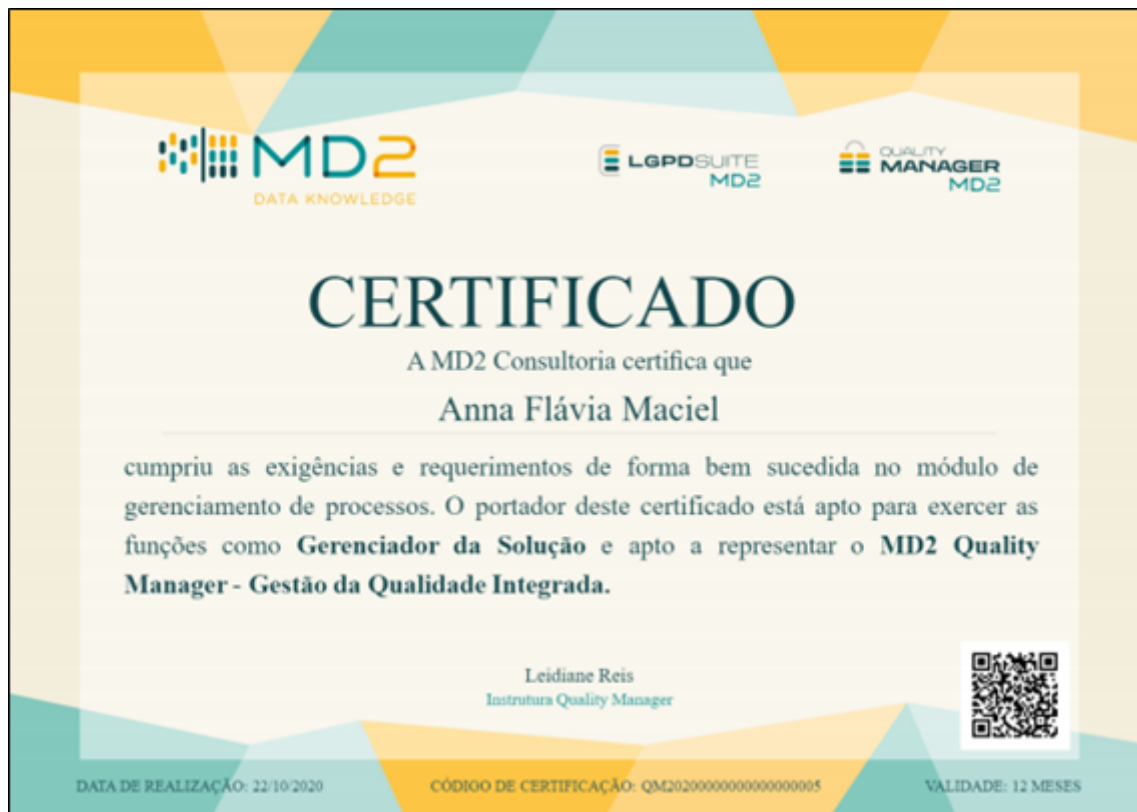 MD2
DATA KNOWLEDGE
LGPDSUITE
MD2
QUALITY
MANAGER
MD2
CERTIFICADO
A MD2 Consultoria certifica que
Anna Flávia Maciel
cumpriu as exigências e requerimentos de forma bem sucedida no módulo de
gerenciamento de processos. O portador deste certificado está apto para exercer as
funções como Gerenciador da Solução e apto a representar o MD2 Quality
Manager - Gestão da Qualidade Integrada.
Leidiane Reis
Instrutura Quality Manager
DATA DE REALIZAÇÃO: 22/10/2020
CÓDIGO DE CERTIFICAÇÃO: QM20200000000000000005
VALIDADE: 12 MESES